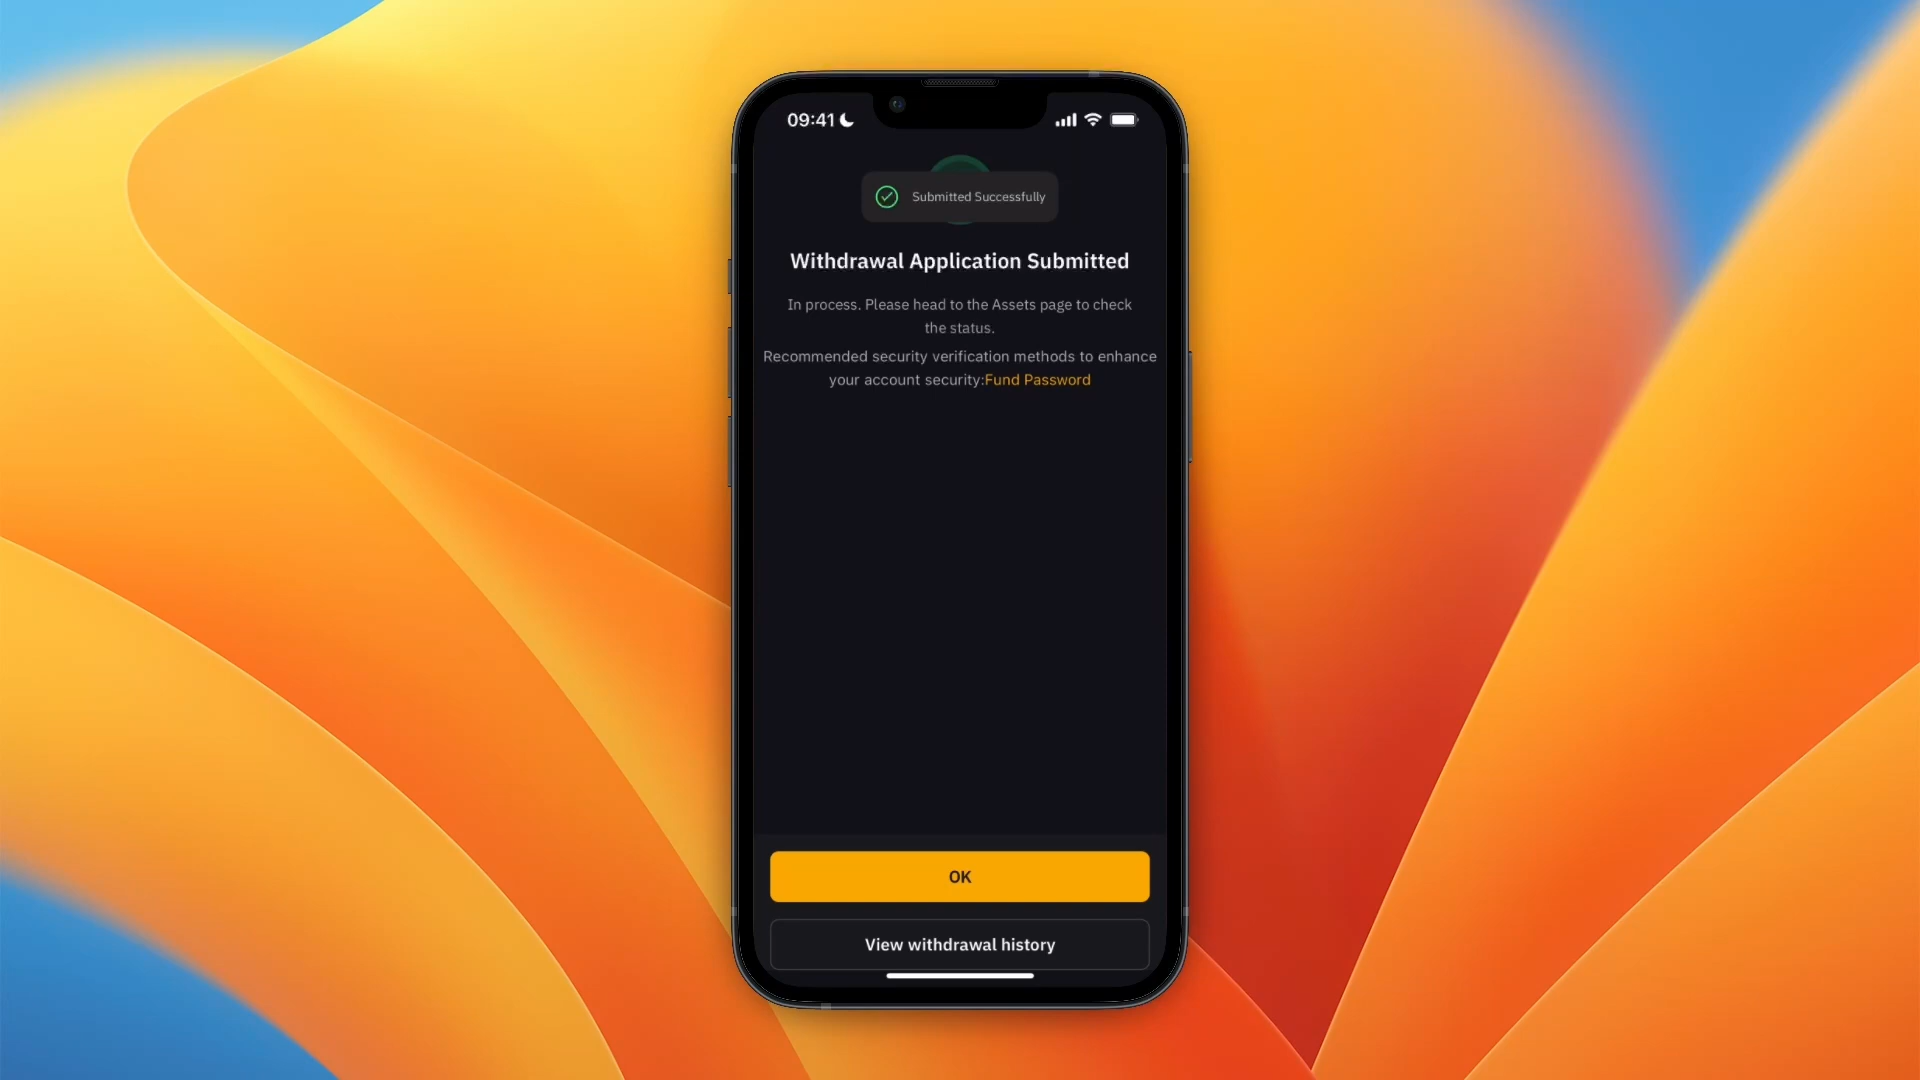 09:41
Submitted Successfully
Withdrawal Application Submitted
In process. Please head to the Assets page to check
the status.
Recommended security verification methods to enhance
your account security:Fund Password
OK
View withdrawal history